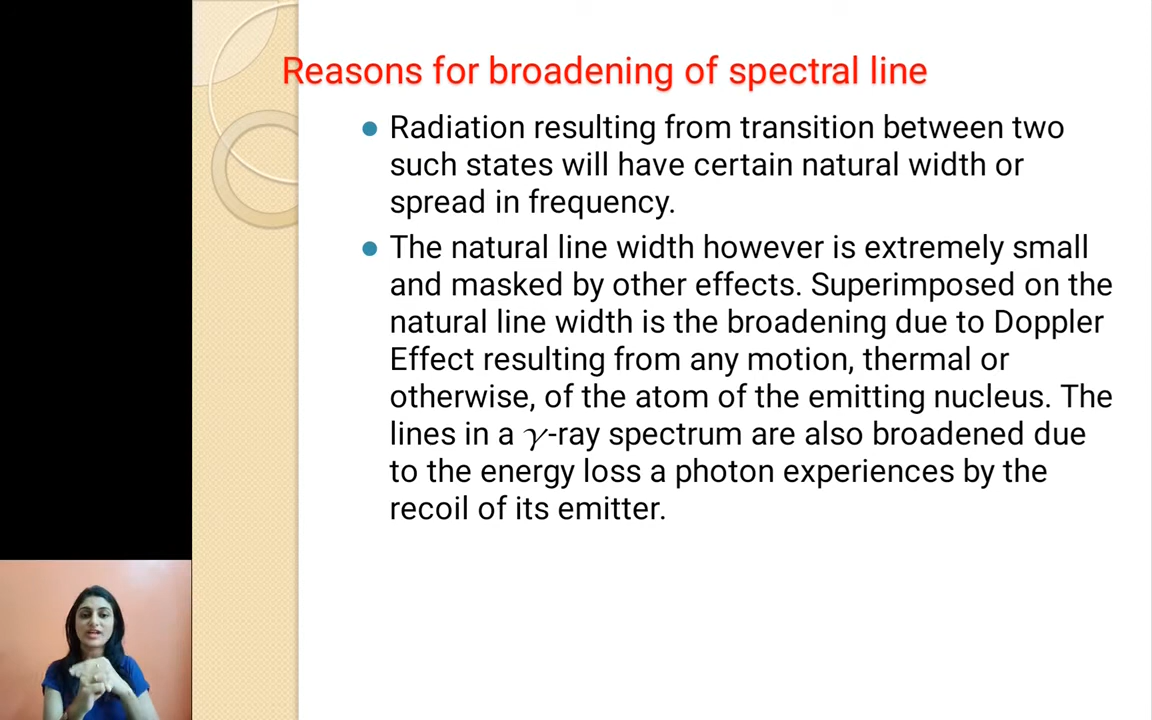 Reasons for broadening of spectral line
Radiation resulting from transition between two
such states will have certain natural width or
spread in frequency.
The natural line width however is extremely small
and masked by other effects. Superimposed on the
natural line width is the broadening due to Doppler
Effect resulting from any motion, thermal or
otherwise, of the atom of the emitting nucleus. The
lines in a γ-ray spectrum are also broadened due
to the energy loss a photon experiences by the
recoil of its emitter.